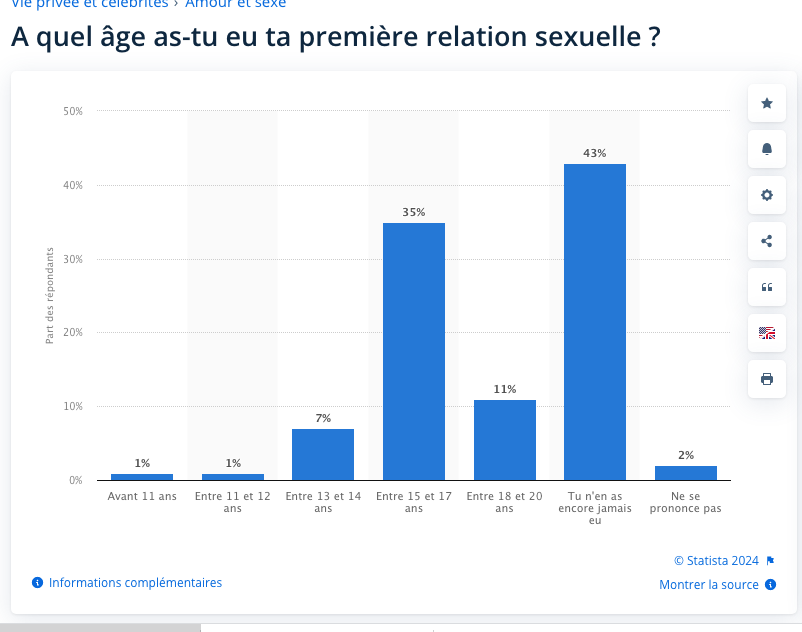 Vie privée et célébrités › Amour et sexe
A quel âge as-tu eu ta première relation sexuelle ?
50%
40%
30%
20%
10%
0%
Part des répondants
1%
1%
7%
35%
11%
43%
2%
Avant 11 ans
Entre 11 et 12
ans
Entre 13 et 14
ans
Entre 15 et 17
ans
Entre 18 et 20
ans
Tu n'en as
encore jamais
eu
Ne se
prononce pas
© Statista 2024
Informations complémentaires
Montrer la source